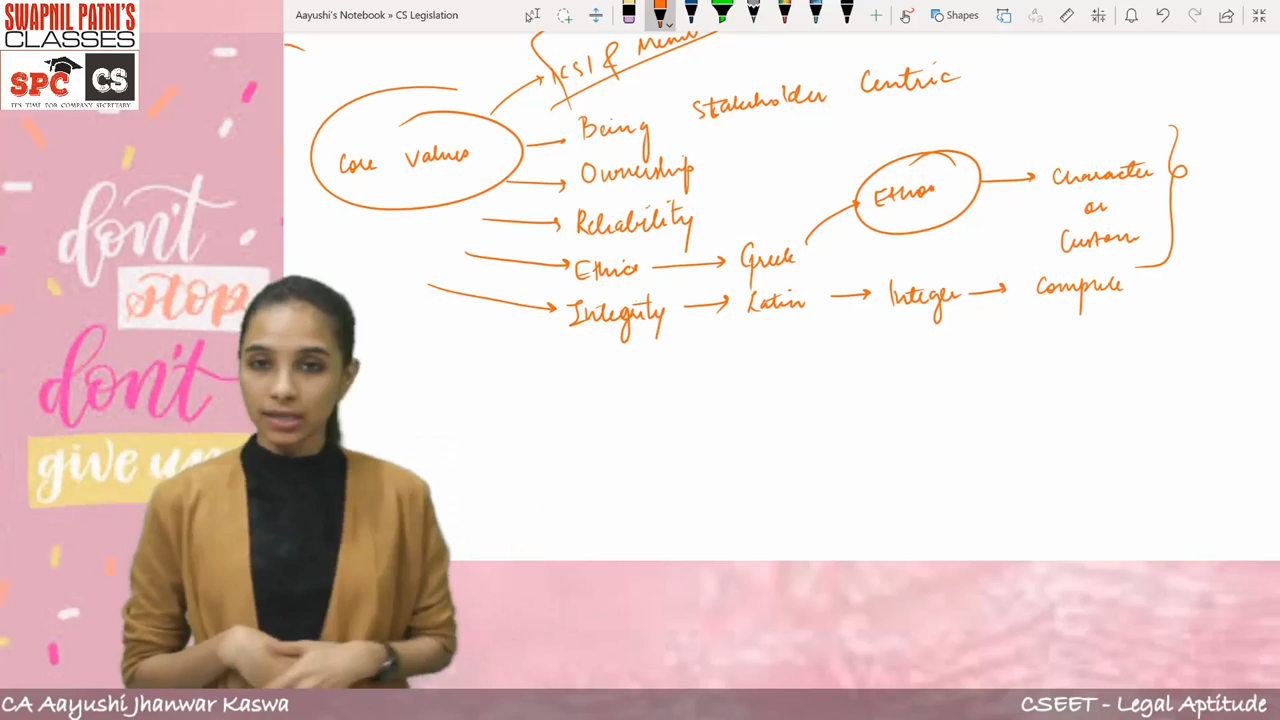 SWAPNIL PATNI'S
CLASSES
SPC CS
IT'S TIME FOR COMPANY SECRETARY
Aayushi's Notebook » CS Legislation
Shapes
ICSI &
Core Values
Being Stakeholder Centric
Ownership
Reliability
Ethics → Greek
Ethos → Character
or
Custom
Integrity → Latin → Integer → Complete
don't
stop
don't
give up
CA Aayushi Jhanwar Kaswa
CSEET - Legal Aptitude